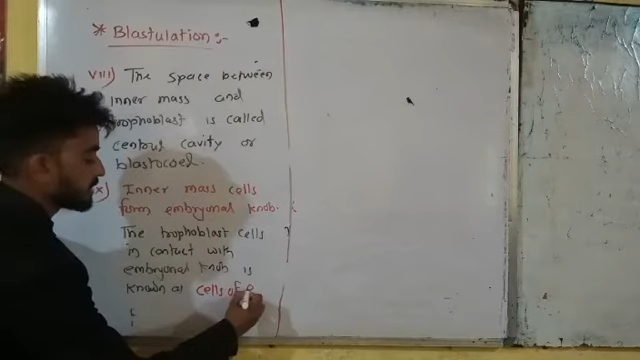 * Blastulation :-
VIII) The space between
inner mass and
trophoblast is called
centous cavity or
blastocoel.
IX) Inner mass cells
form embryonal knob.
The trophoblast cells
in contact with
embryonal knob is
known as cells of